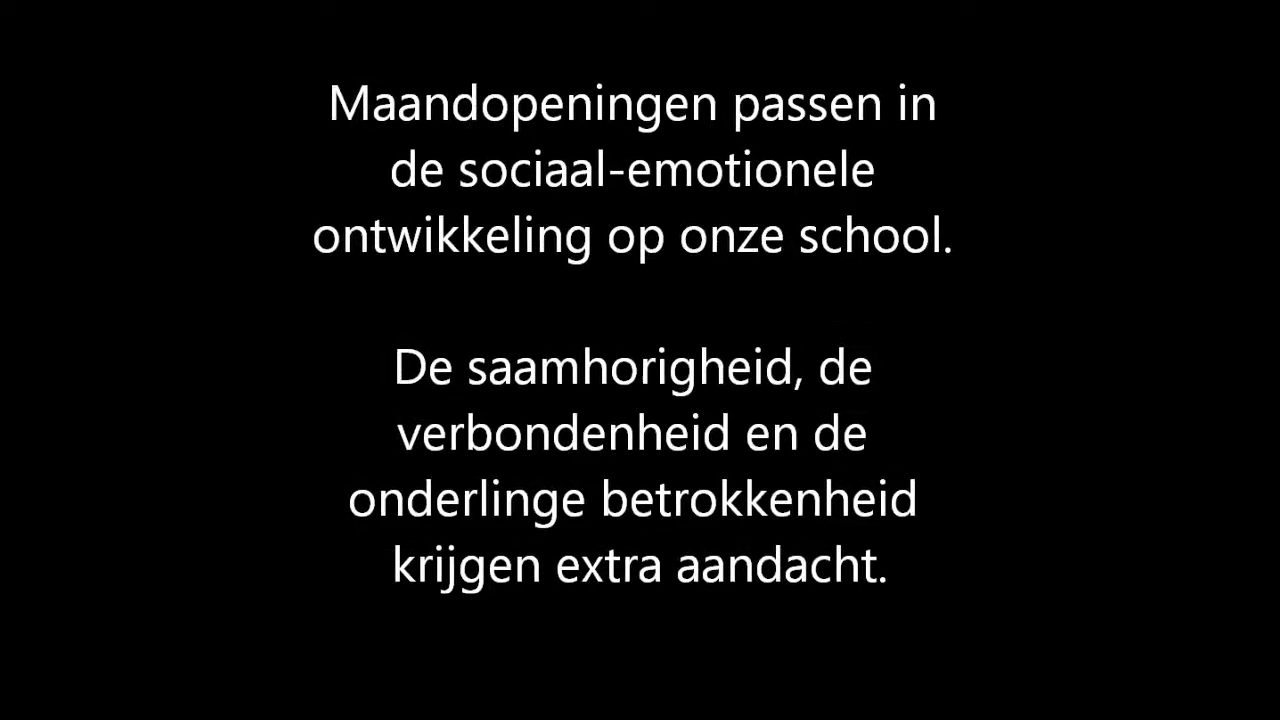 Maandopeningen passen in
de sociaal-emotionele
ontwikkeling op onze school.
De saamhorigheid, de
verbondenheid en de
onderlinge betrokkenheid
krijgen extra aandacht.